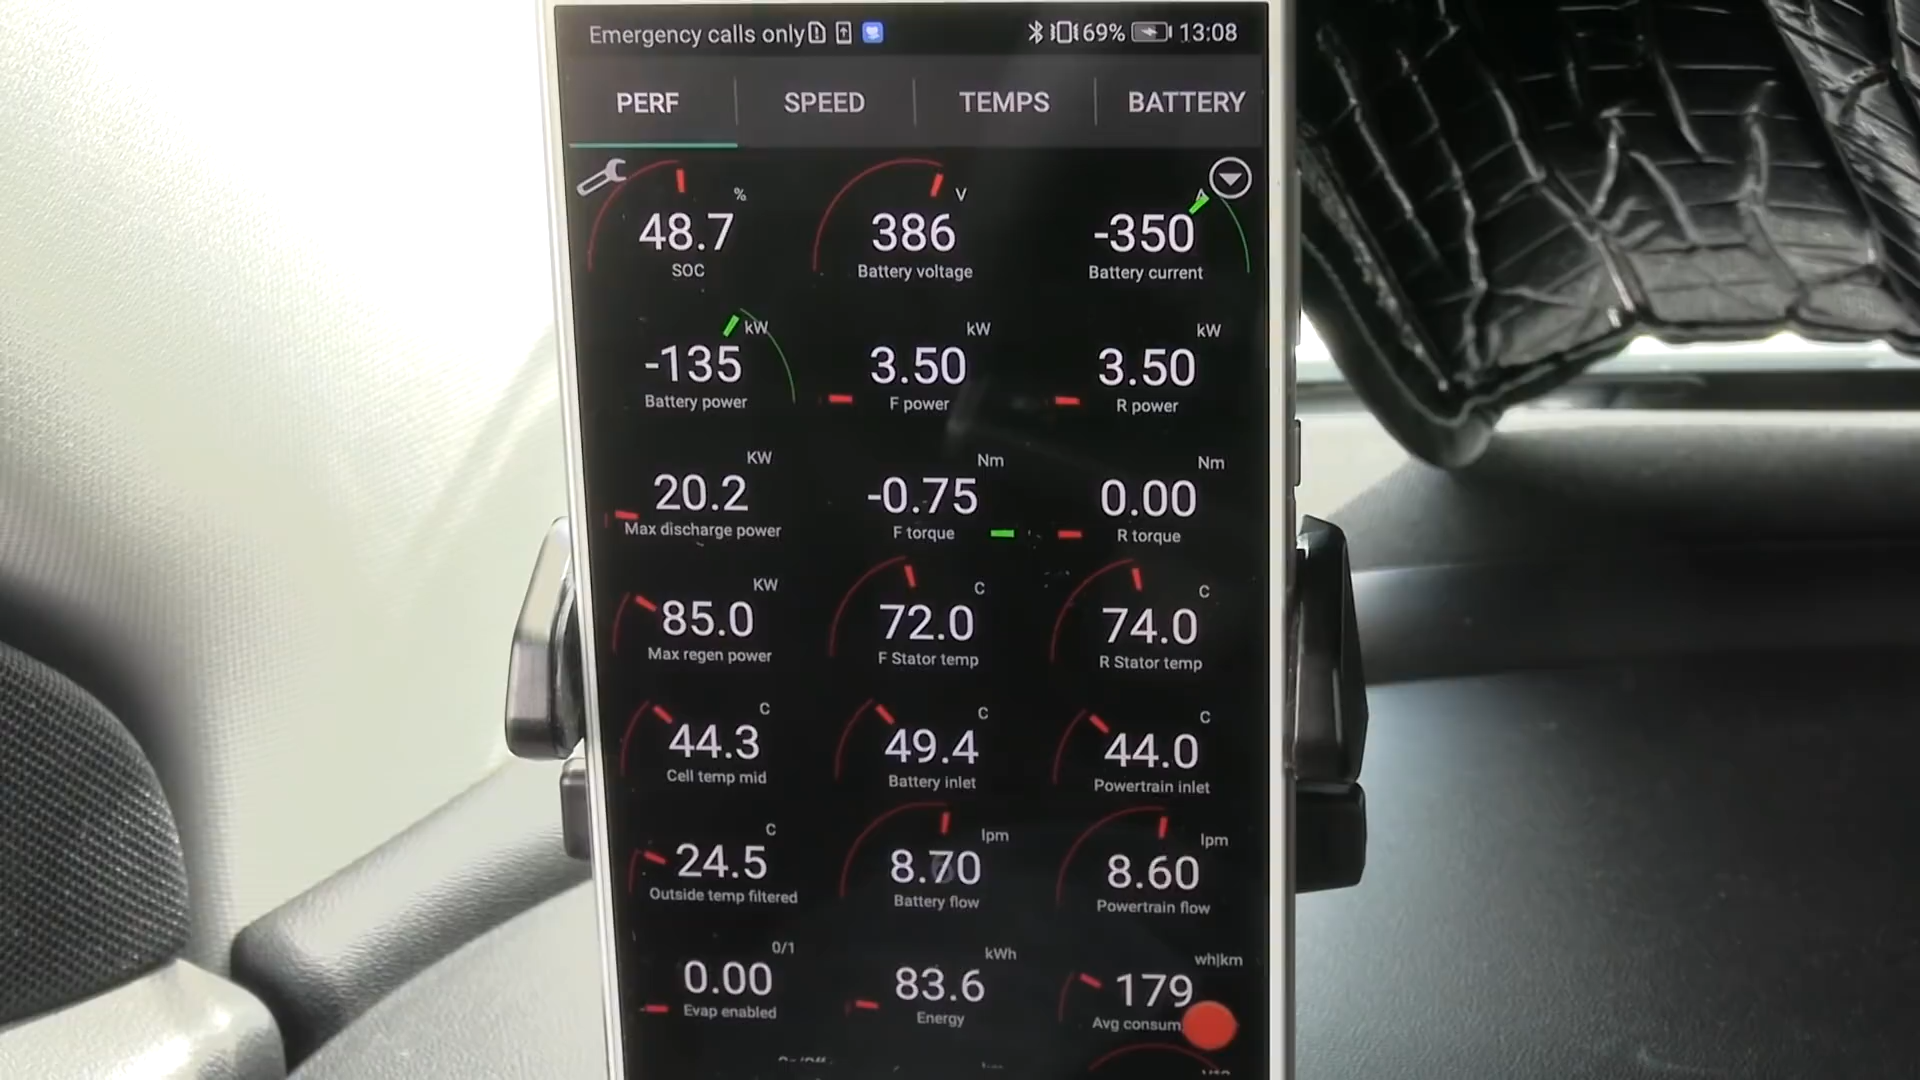 Emergency calls only 69% 13:08
PERF SPEED TEMPS BATTERY
% V A
48.7 386 -350
SOC Battery voltage Battery current
kW kW kW
-135 3.50 3.50
Battery power F power R power
KW Nm Nm
20.2 -0.75 0.00
Max discharge power F torque R torque
KW C C
85.0 72.0 74.0
Max regen power F Stator temp R Stator temp
C C C
44.3 49.4 44.0
Cell temp mid Battery inlet Powertrain inlet
C lpm lpm
24.5 8.70 8.60
Outside temp filtered Battery flow Powertrain flow
0/1 kWh wh|km
0.00 83.6 179
Evap enabled Energy Avg consum